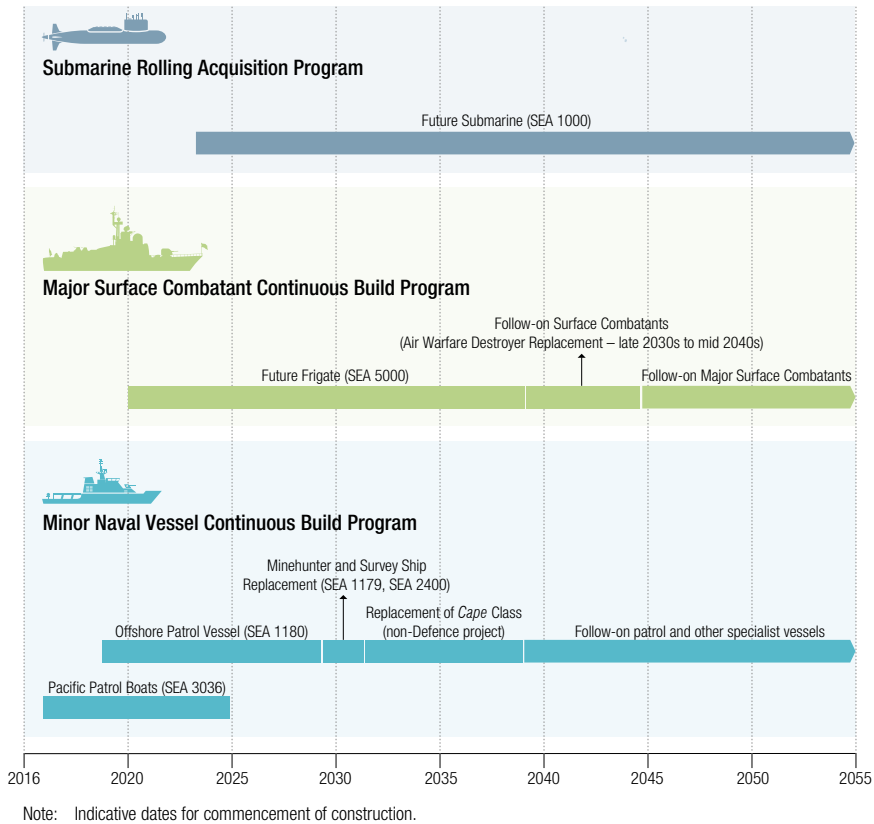 Submarine Rolling Acquisition Program
Future Submarine (SEA 1000)
Major Surface Combatant Continuous Build Program
Follow-on Surface Combatants
(Air Warfare Destroyer Replacement – late 2030s to mid 2040s)
Future Frigate (SEA 5000)
Follow-on Major Surface Combatants
Minor Naval Vessel Continuous Build Program
Minehunter and Survey Ship
Replacement (SEA 1179, SEA 2400)
Replacement of Cape Class
(non-Defence project)
Offshore Patrol Vessel (SEA 1180)
Follow-on patrol and other specialist vessels
Pacific Patrol Boats (SEA 3036)
2016 2020 2025 2030 2035 2040 2045 2050 2055
Note: Indicative dates for commencement of construction.